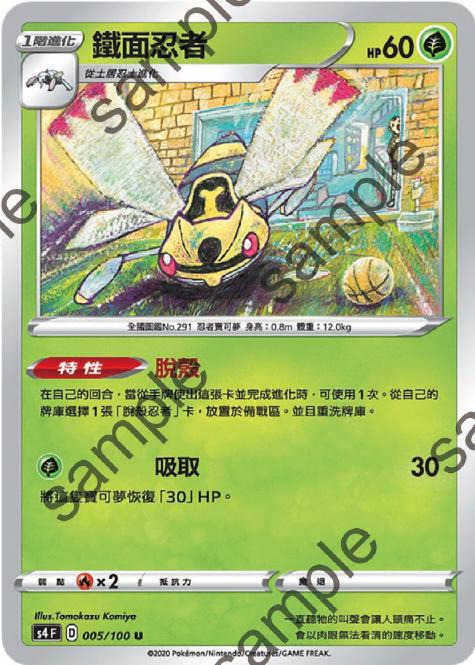 1階進化 鐵面忍者 HP60
從土居忍士進化
全國圖鑑No.291 忍者寶可夢 身高:0.8m 體重:12.0kg
特性 脫殼
在自己的回合,當從手牌使出這張卡並完成進化時,可使用1次。從自己的
牌庫選擇1張「脫殼忍者」卡,放置於備戰區。並且重洗牌庫。
吸取 30
將這隻寶可夢恢復「30」HP。
弱點 ×2 抵抗力 撤退
Illus.Tomokazu Komiya
s4F D 005/100 U
一直聽牠的叫聲會讓人頭痛不止。
會以肉眼無法看清的速度移動。
©2020 Pokémon/Nintendo/Creatures/GAME FREAK.
sample
sample
sample
sample
sample
sample
sample
sample